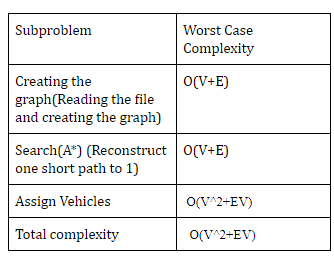 Subproblem
Worst Case
Complexity
Creating the
graph(Reading the file
and creating the graph)
O(V+E)
Search(A*) (Reconstruct
one short path to 1)
O(V+E)
Assign Vehicles
O(V^2+EV)
Total complexity
O(V^2+EV)